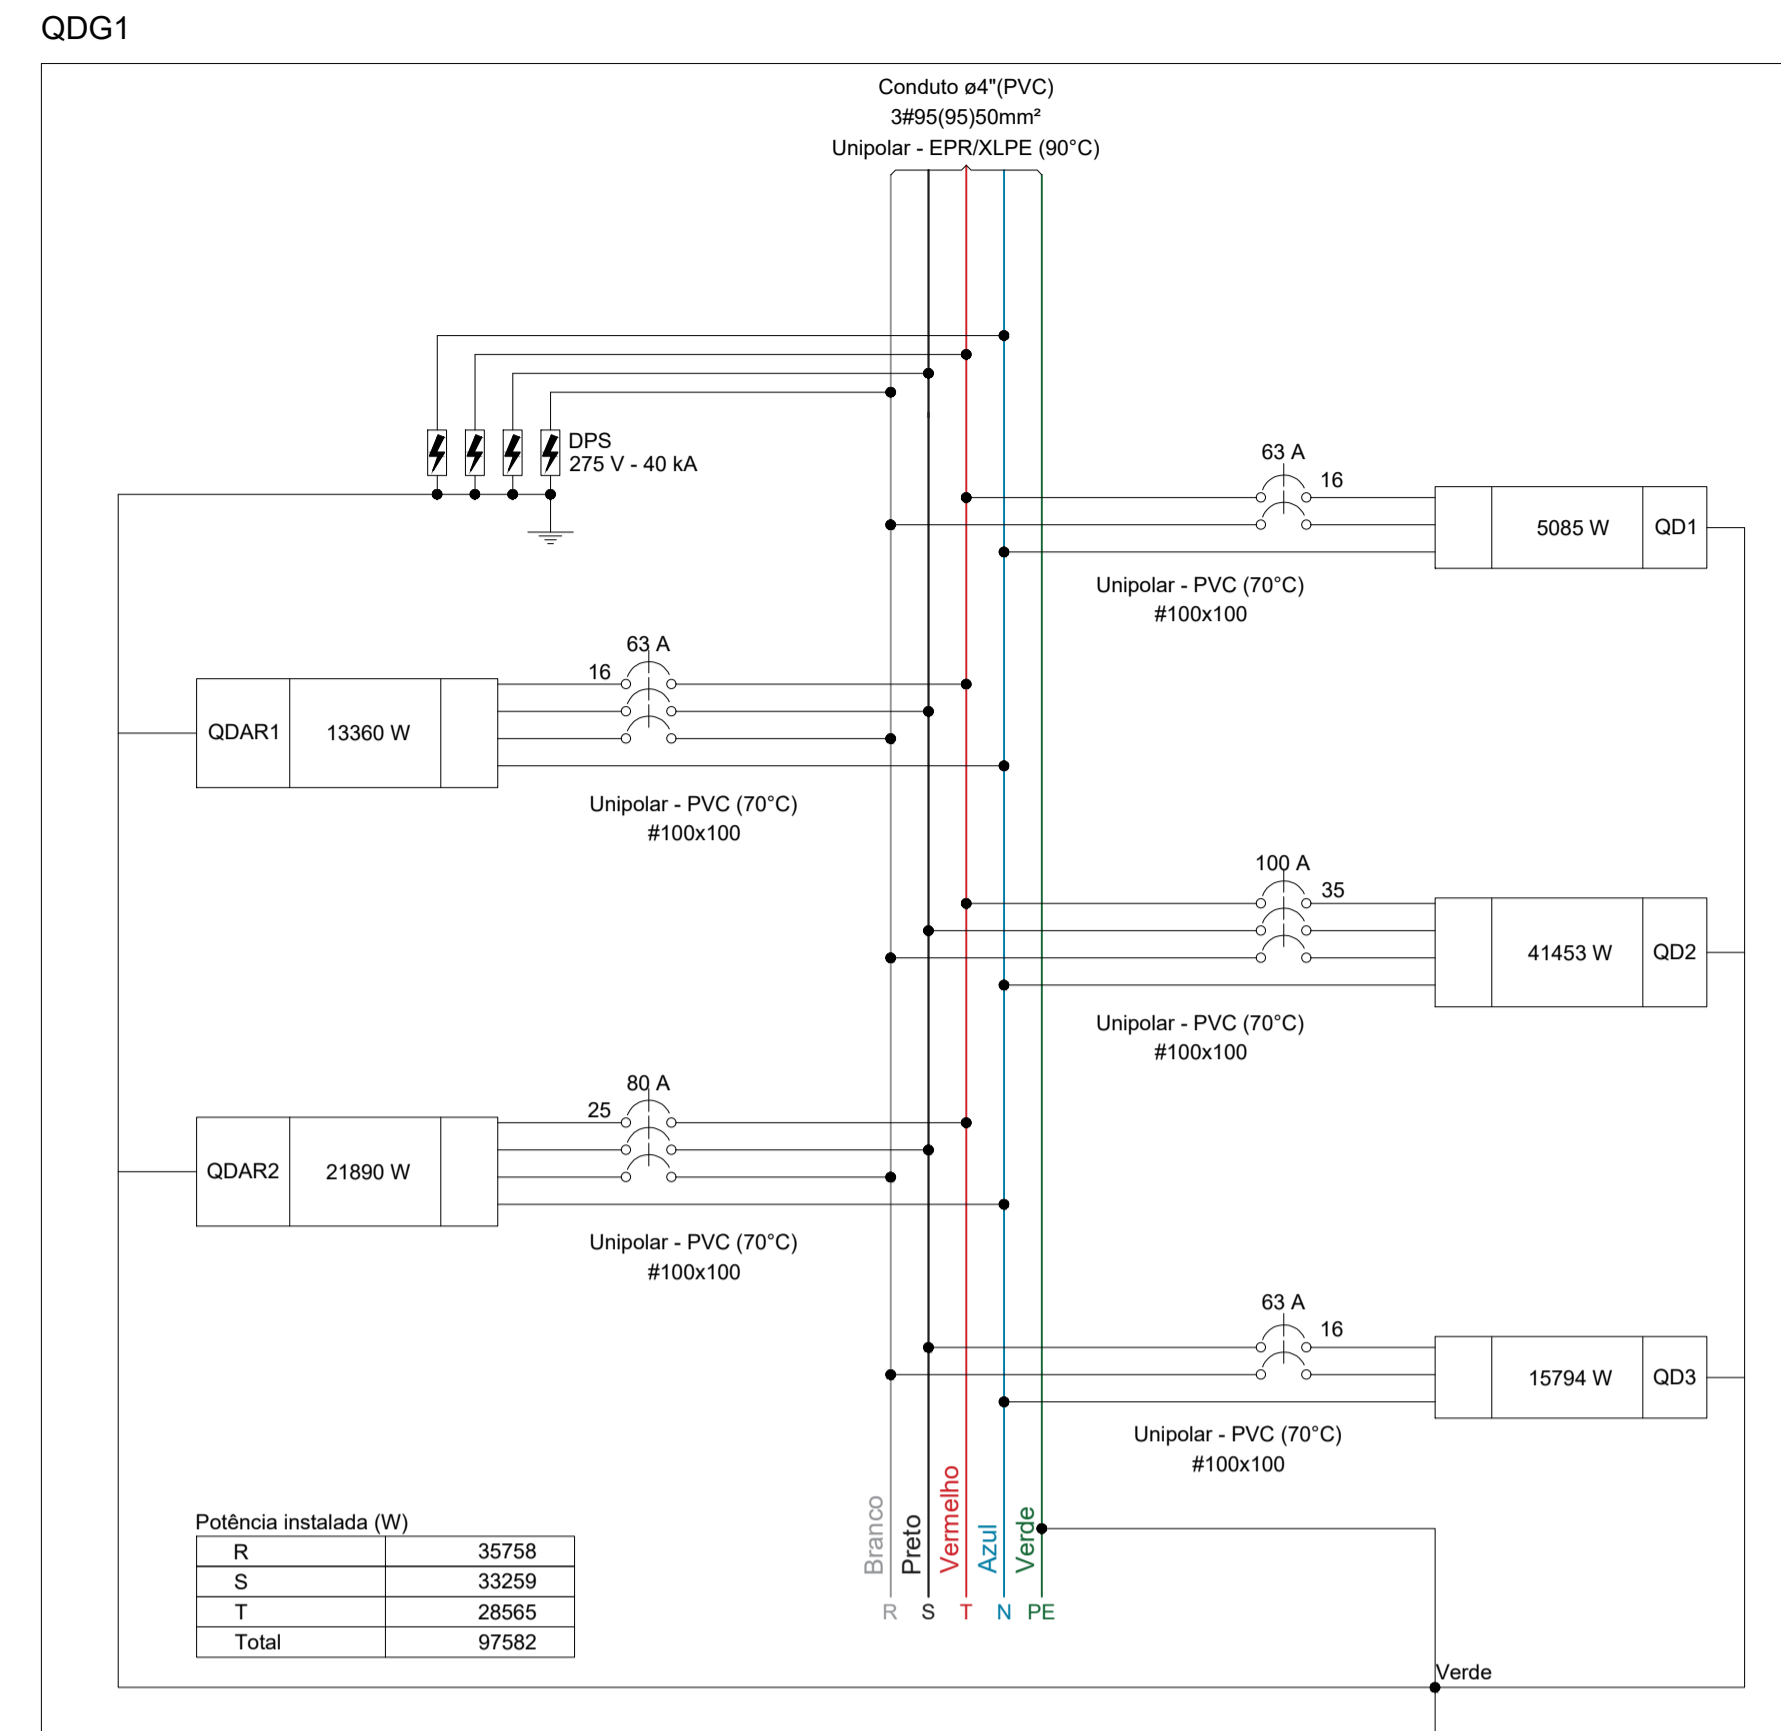 QDG1
Conduto ø4"(PVC)
3#95(95)50mm²
Unipolar - EPR/XLPE (90°C)
DPS
275 V - 40 kA
63 A
16
5085 W
QD1
Unipolar - PVC (70°C)
#100x100
63 A
16
QDAR1
13360 W
Unipolar - PVC (70°C)
#100x100
100 A
35
41453 W
QD2
Unipolar - PVC (70°C)
#100x100
80 A
25
QDAR2
21890 W
Unipolar - PVC (70°C)
#100x100
63 A
16
15794 W
QD3
Unipolar - PVC (70°C)
#100x100
Branco
Preto
Vermelho
Azul
Verde
R S T N PE
Potência instalada (W)
R 35758
S 33259
T 28565
Total 97582
Verde